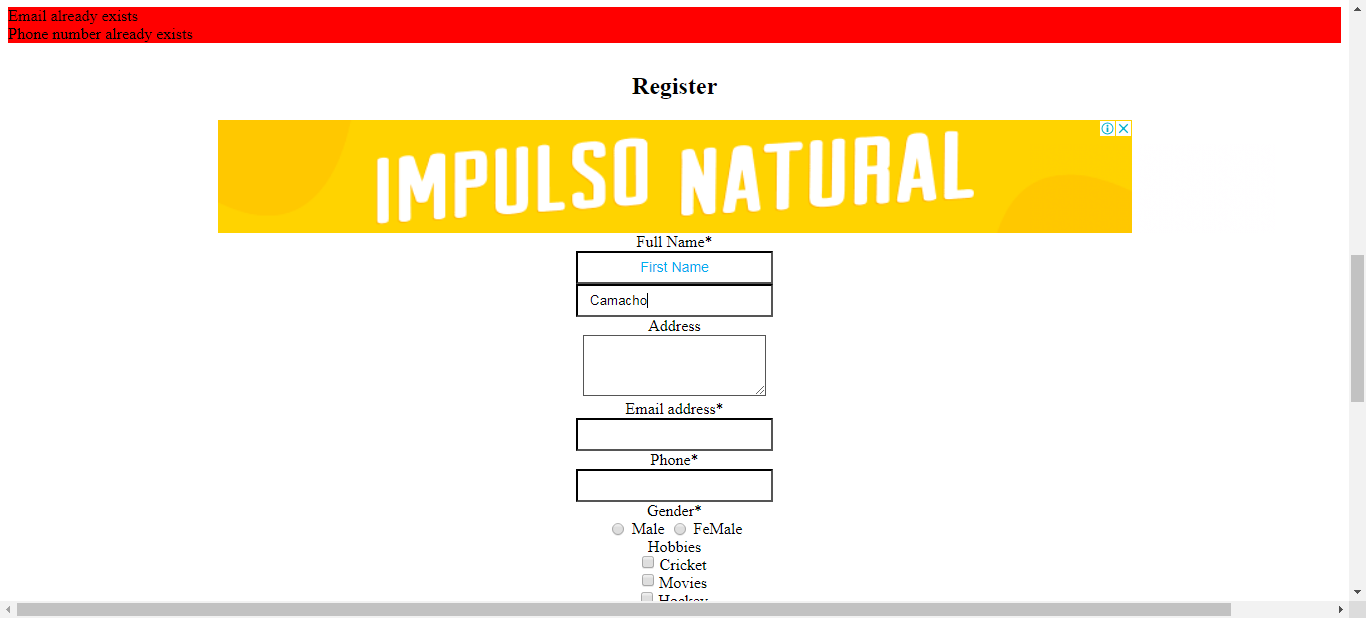 Email already exists
Phone number already exists
Register
IMPULSO NATURAL
Full Name*
First Name
Camacho
Address
Email address*
Phone*
Gender*
Male FeMale
Hobbies
Cricket
Movies
Hockey